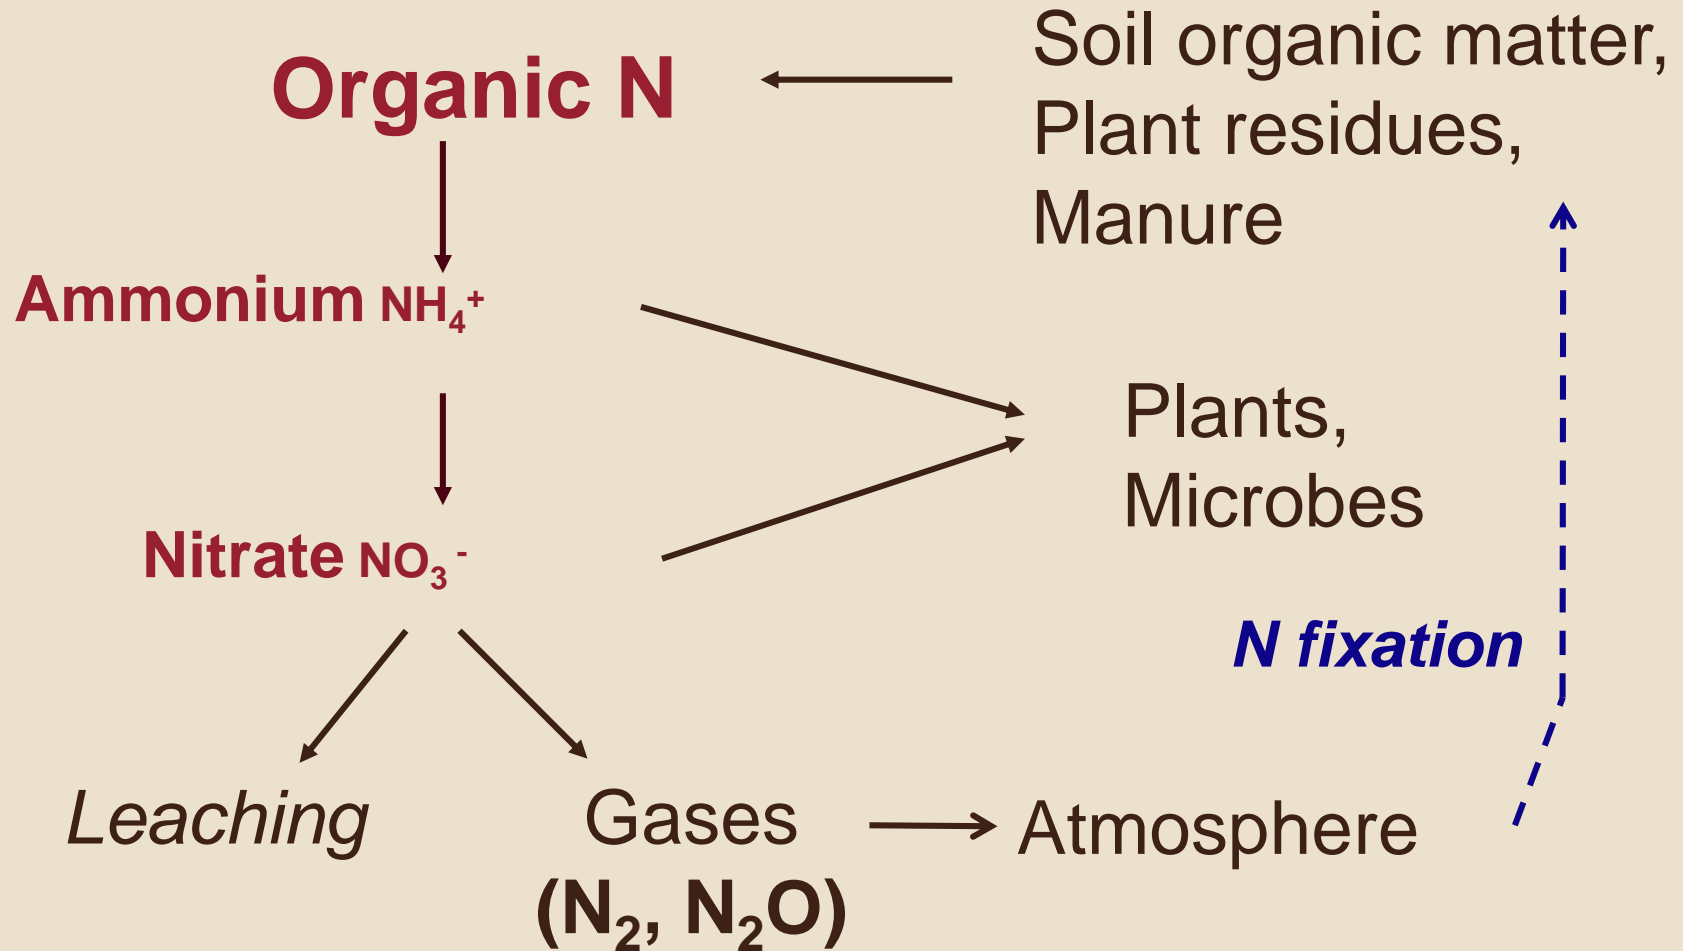 Organic N
Soil organic matter,
Plant residues,
Manure
Ammonium NH₄⁺
Plants,
Microbes
Nitrate NO₃⁻
N fixation
Leaching
Gases
(N₂, N₂O)
Atmosphere